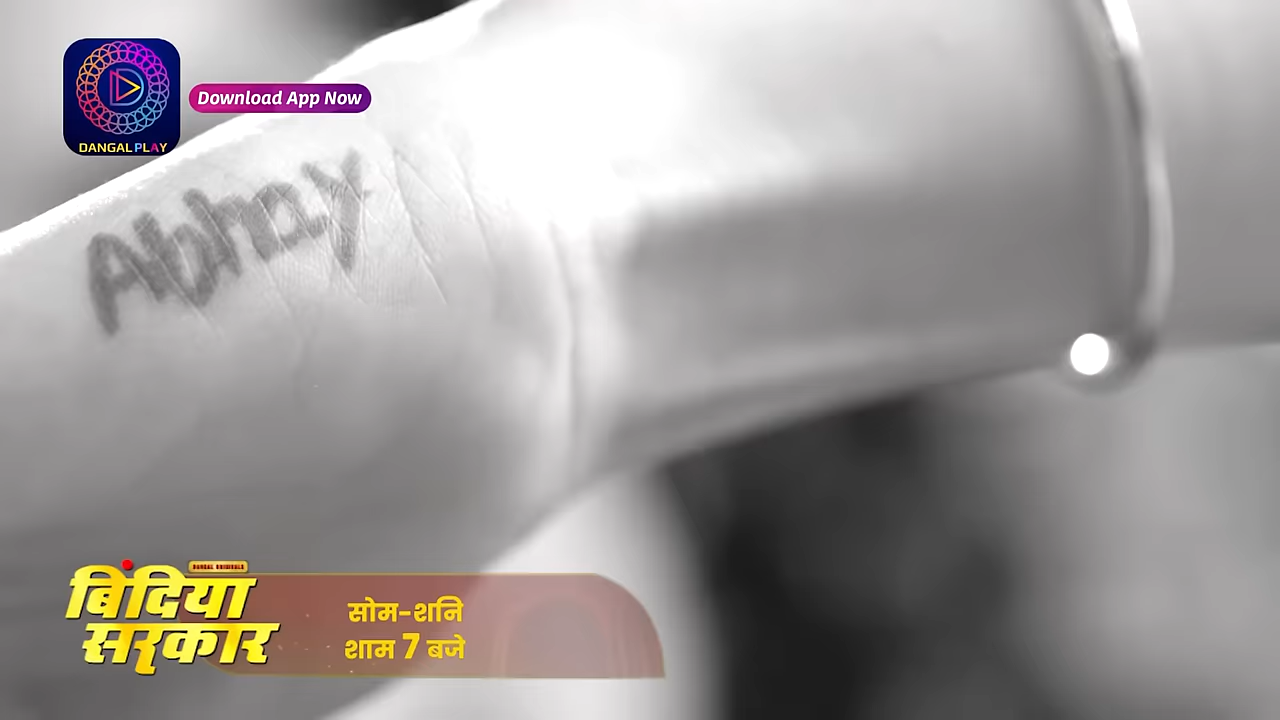 DANGAL PLAY
Download App Now
Abhay
DANGAL ORIGINALS
बिंदिया
सरकार
सोम-शनि
शाम 7 बजे